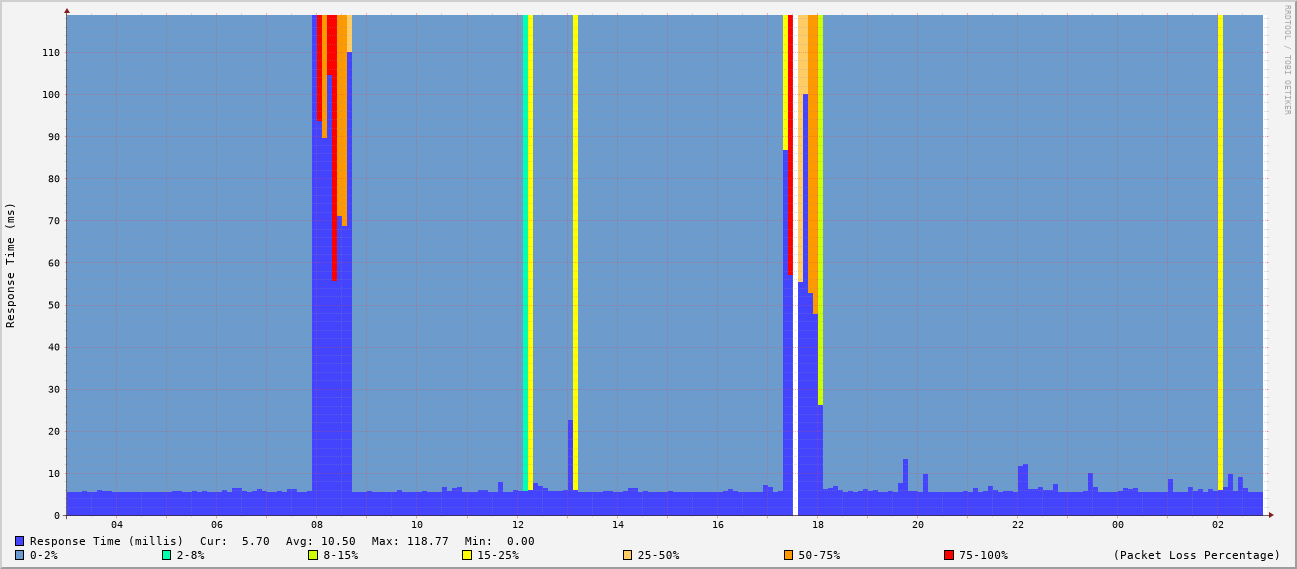 RRDTOOL / TOBI OETIKER
Response Time (ms)
110
100
90
80
70
60
50
40
30
20
10
0
04 06 08 10 12 14 16 18 20 22 00 02
Response Time (millis) Cur: 5.70 Avg: 10.50 Max: 118.77 Min: 0.00
0-2% 2-8% 8-15% 15-25% 25-50% 50-75% 75-100% (Packet Loss Percentage)